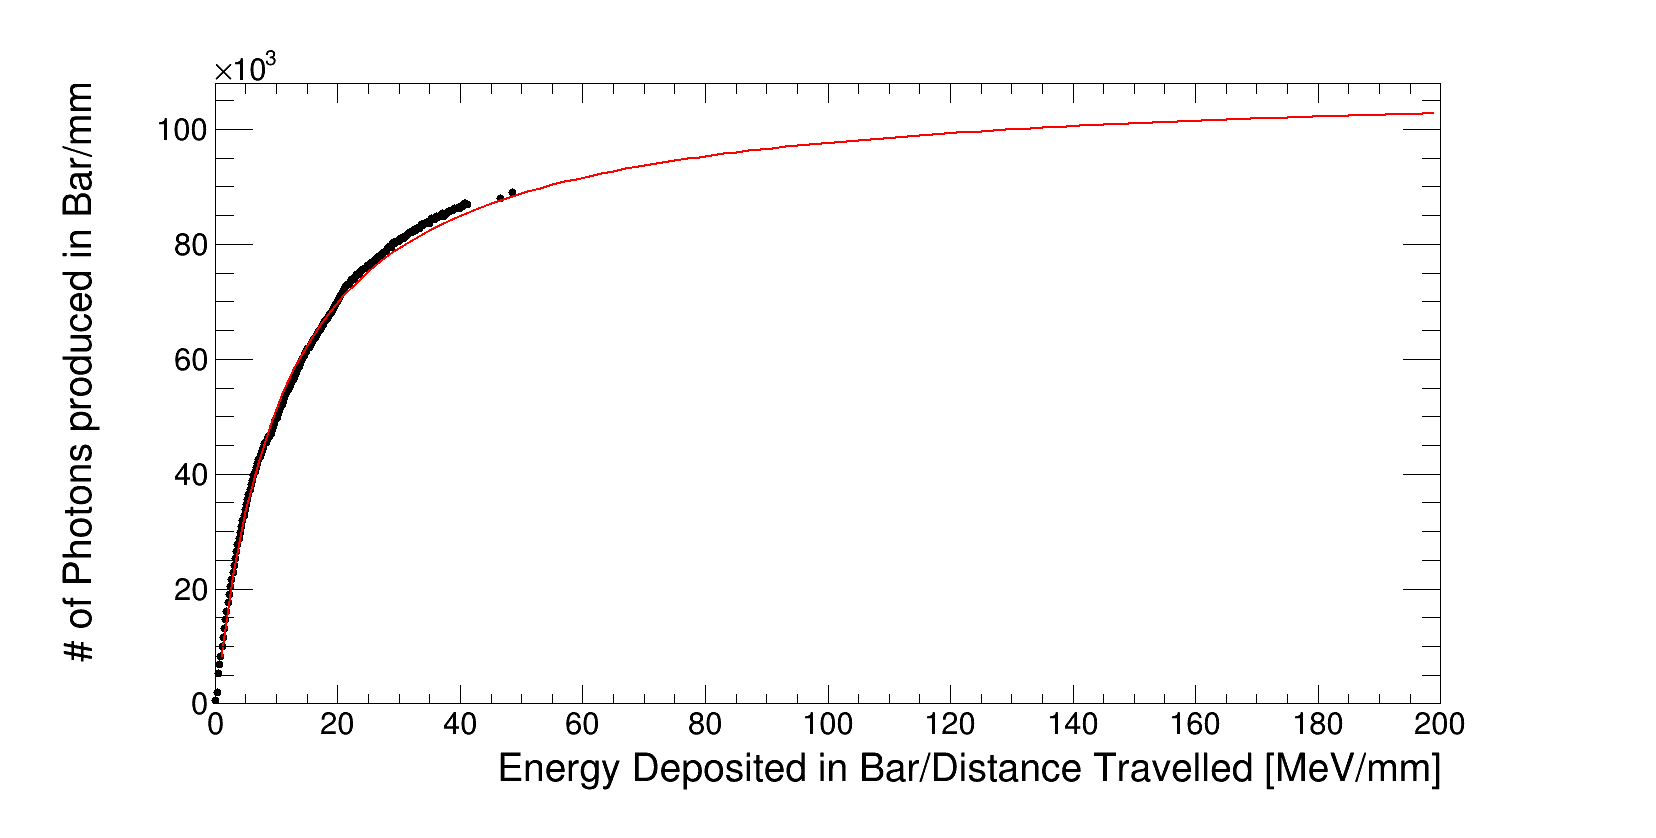 ×10³
# of Photons produced in Bar/mm
100
80
60
40
20
0
0 20 40 60 80 100 120 140 160 180 200
Energy Deposited in Bar/Distance Travelled [MeV/mm]